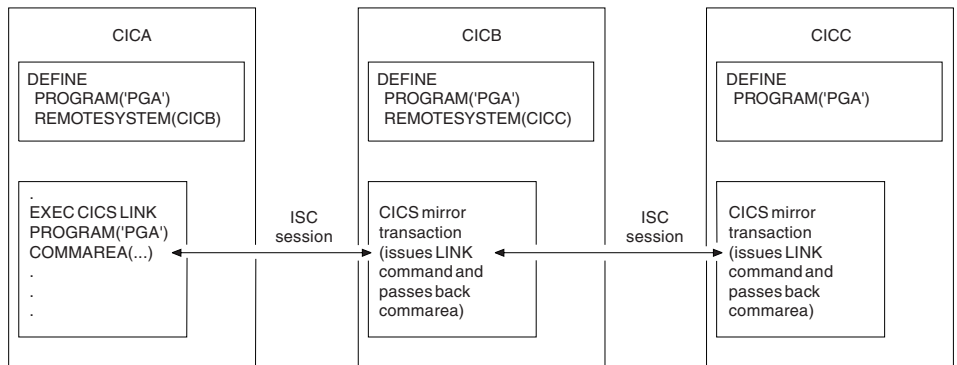 CICA
DEFINE
PROGRAM('PGA')
REMOTESYSTEM(CICB)
.
EXEC CICS LINK
PROGRAM('PGA')
COMMAREA(...)
.
.
.
ISC
session
CICB
DEFINE
PROGRAM('PGA')
REMOTESYSTEM(CICC)
CICS mirror
transaction
(issues LINK
command and
passes back
commarea)
ISC
session
CICC
DEFINE
PROGRAM('PGA')
CICS mirror
transaction
(issues LINK
command and
passes back
commarea)